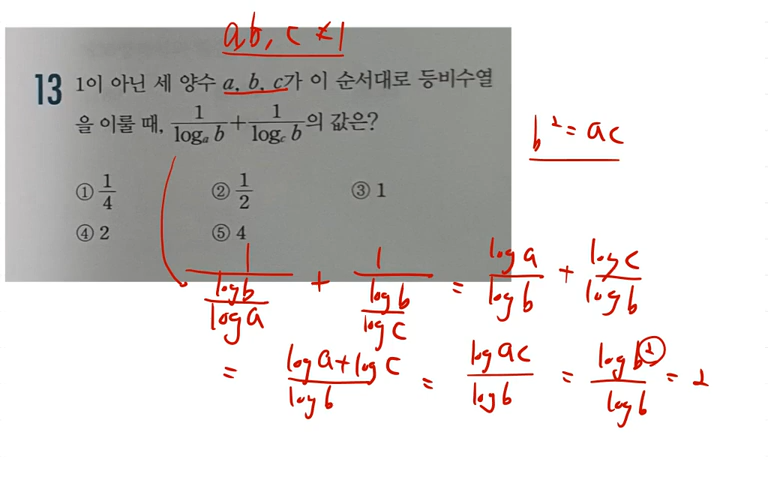 a, b, c ≠ 1
13 1이 아닌 세 양수 a, b, c가 이 순서대로 등비수열
을 이룰 때, 1/log_a b + 1/log_c b의 값은?
b² = ac
① 1/4 ② 1/2 ③ 1
④ 2 ⑤ 4
1/(log b/log a) + 1/(log b/log c) = log a/log b + log c/log b
= (log a + log c)/log b = log ac/log b = log b²/log b = 2